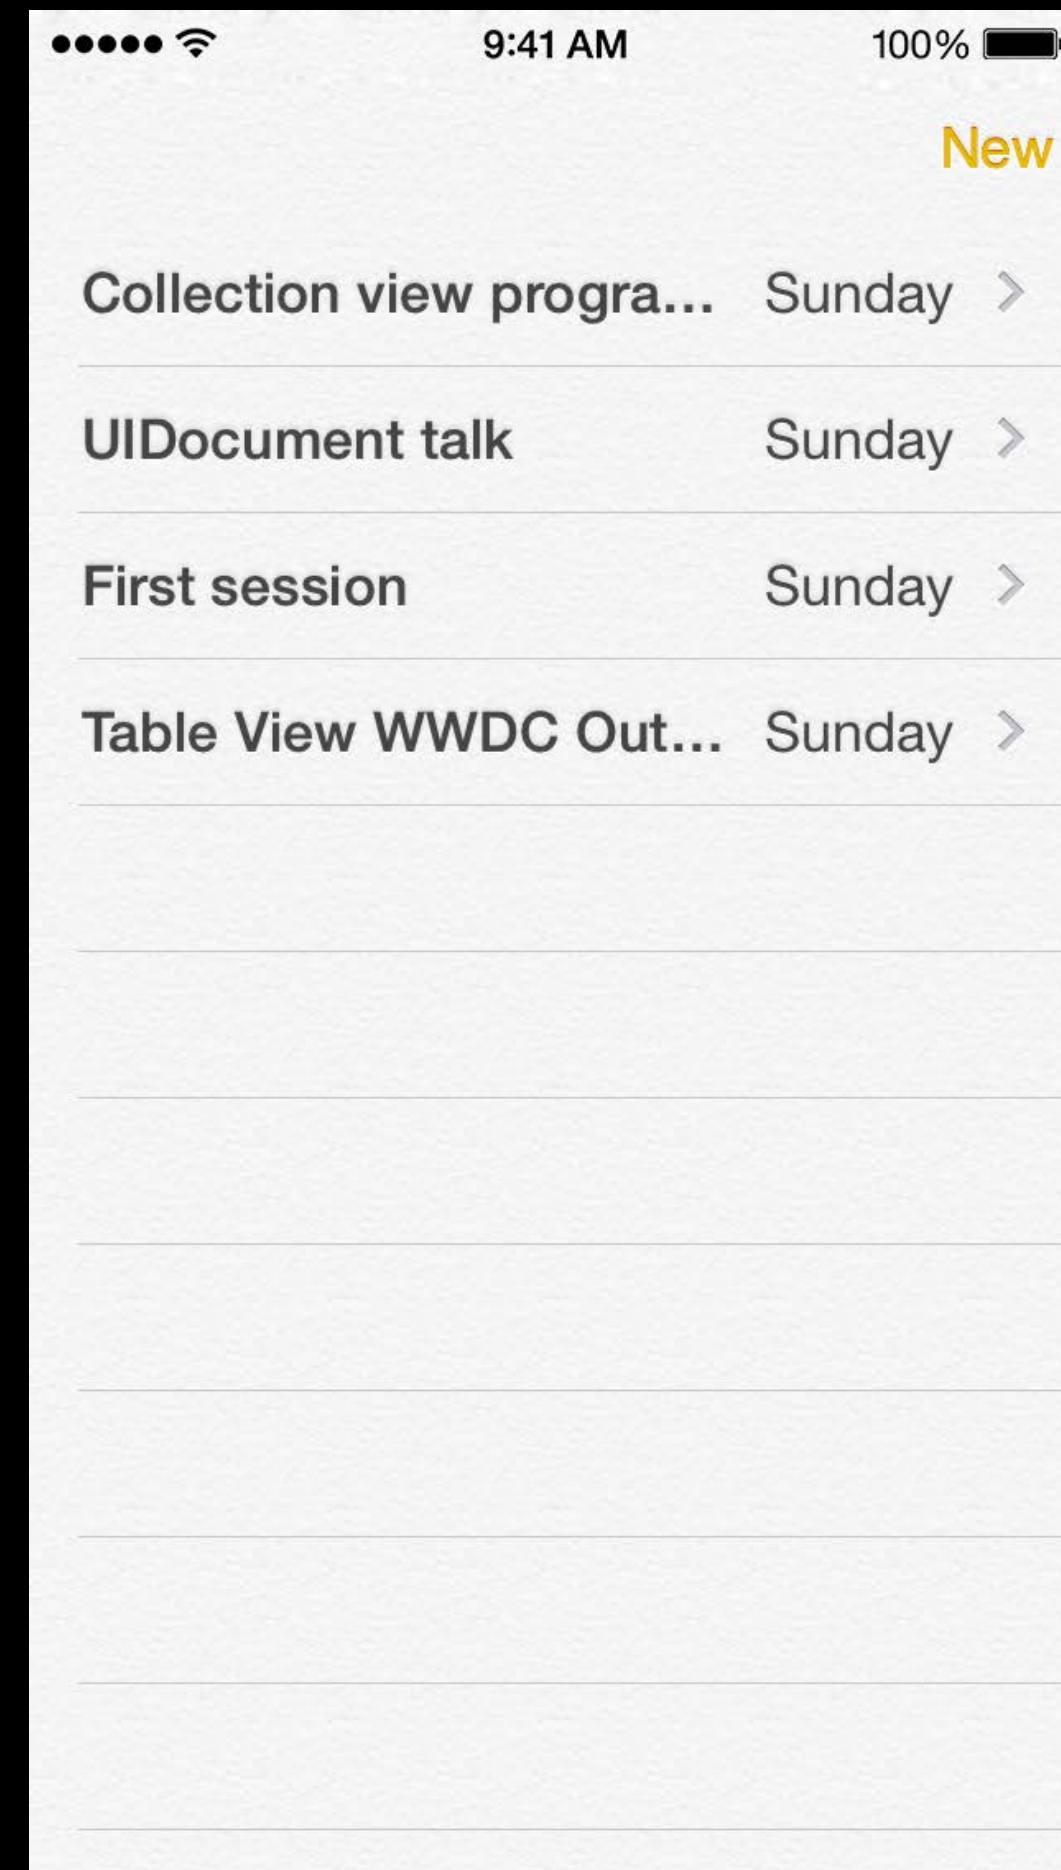 9:41 AM 100%
New
Collection view progra... Sunday
UIDocument talk Sunday
First session Sunday
Table View WWDC Out... Sunday